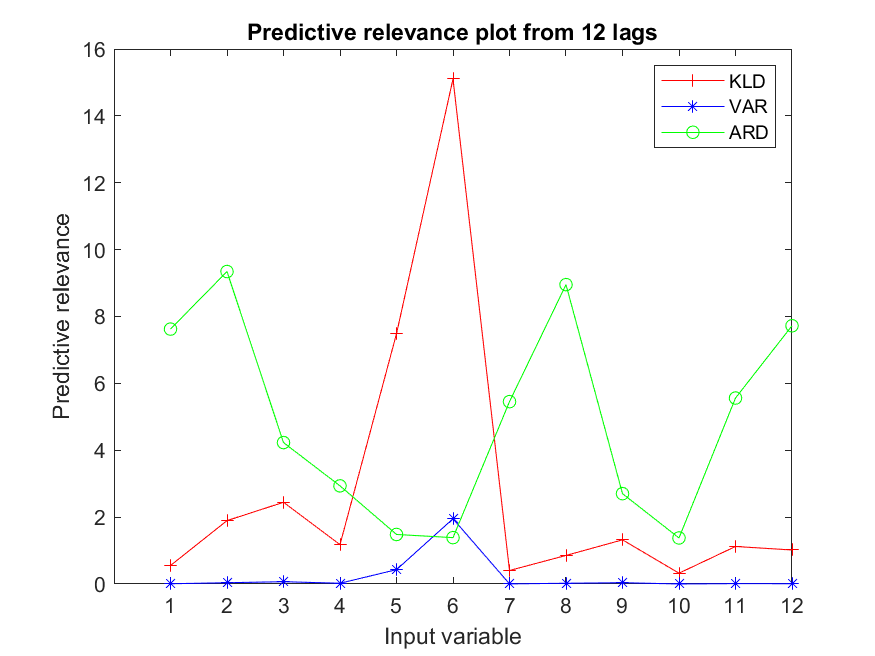 Predictive relevance plot from 12 lags
KLD
VAR
ARD
Predictive relevance
16
14
12
10
8
6
4
2
0
1 2 3 4 5 6 7 8 9 10 11 12
Input variable